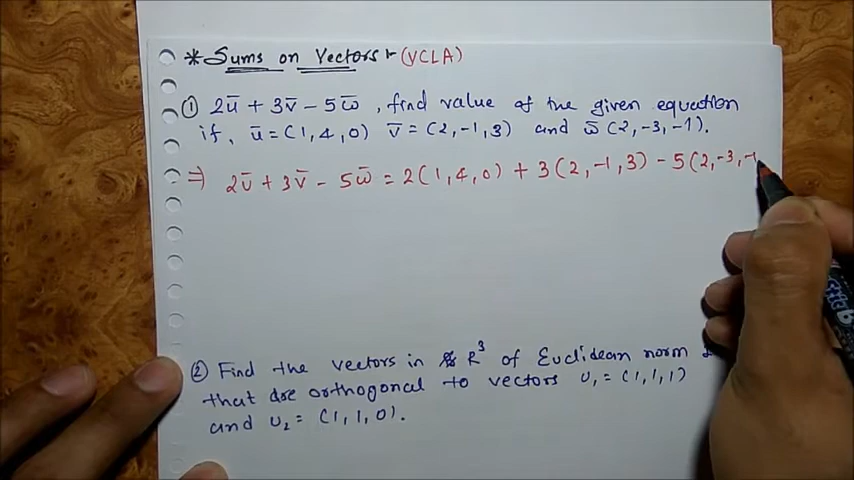 * Sums on Vectors :- (VCLA)
① 2u̅ + 3v̅ - 5w̅ , find value of the given equation
if, u̅ = (1, 4, 0) v̅ = (2, -1, 3) and w̅ (2, -3, -1).
⇒ 2u̅ + 3v̅ - 5w̅ = 2(1, 4, 0) + 3(2, -1, 3) - 5(2, -3, -1
② Find the vectors in R³ of Euclidean norm
that are orthogonal to vectors u₁ = (1, 1, 1)
and u₂ = (1, 1, 0).